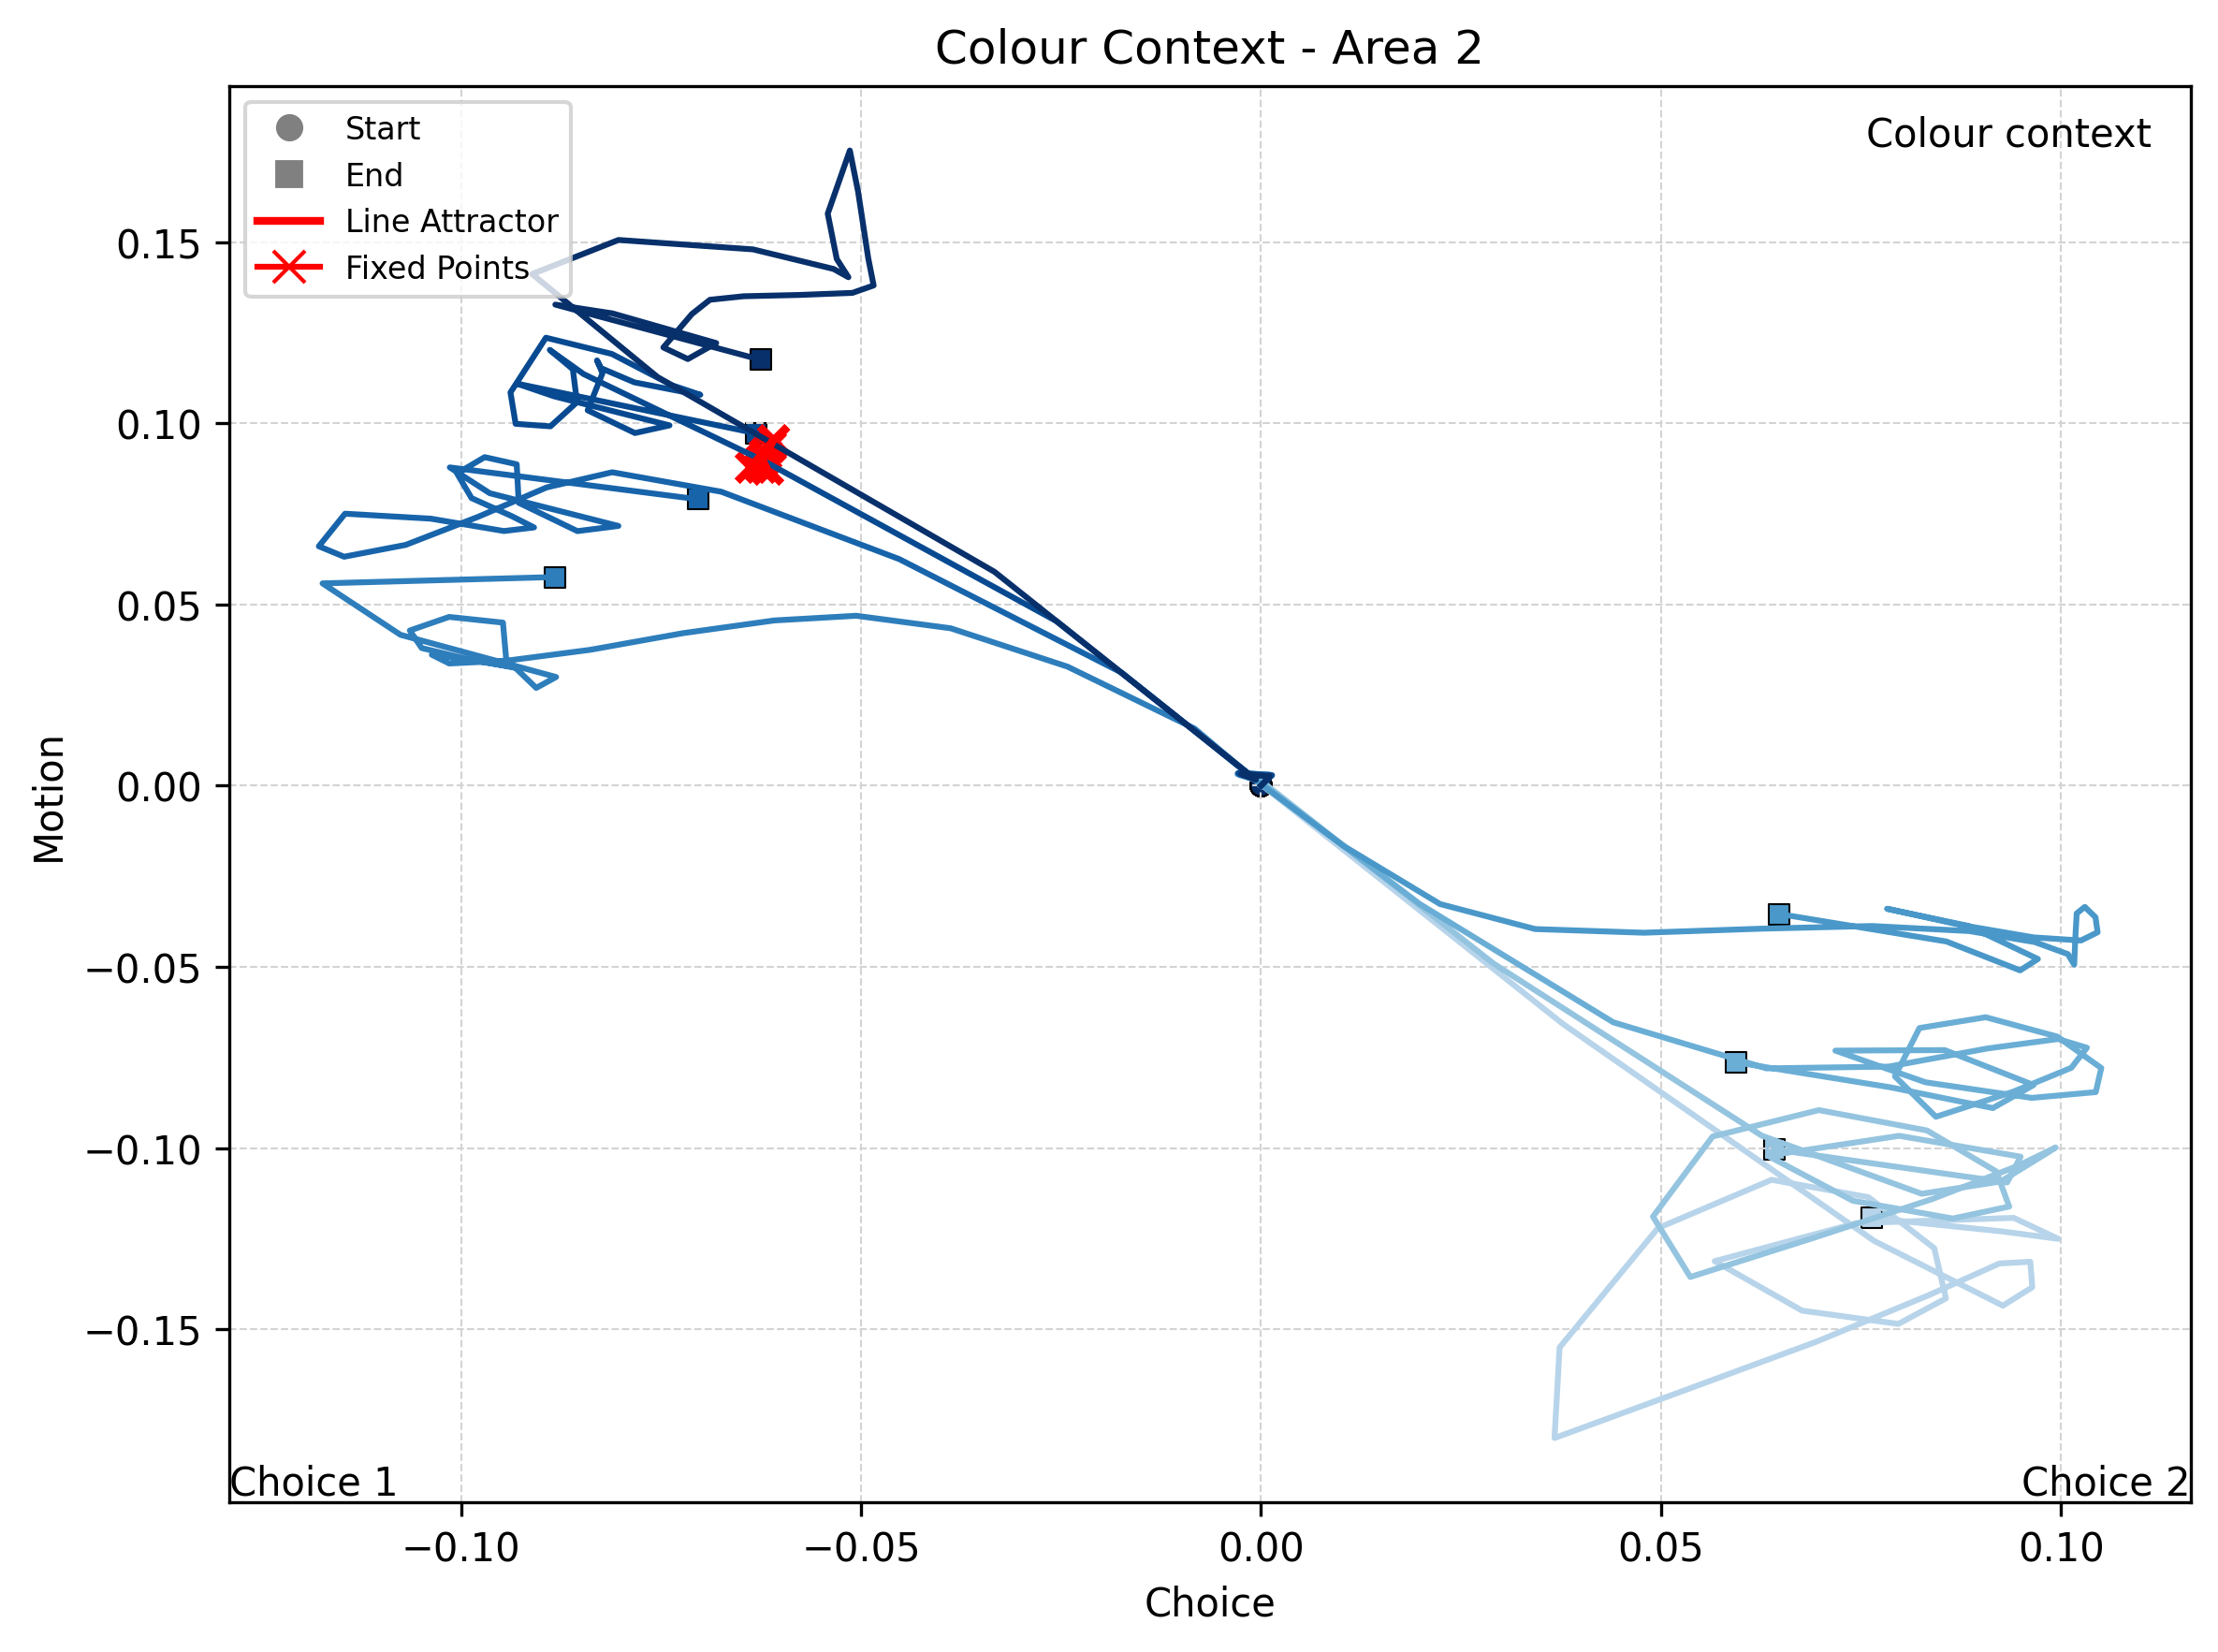 Colour Context - Area 2
Start
End
Line Attractor
Fixed Points
Colour context
0.15
0.10
0.05
0.00
−0.05
−0.10
−0.15
Motion
Choice 1
Choice 2
−0.10
−0.05
0.00
0.05
0.10
Choice